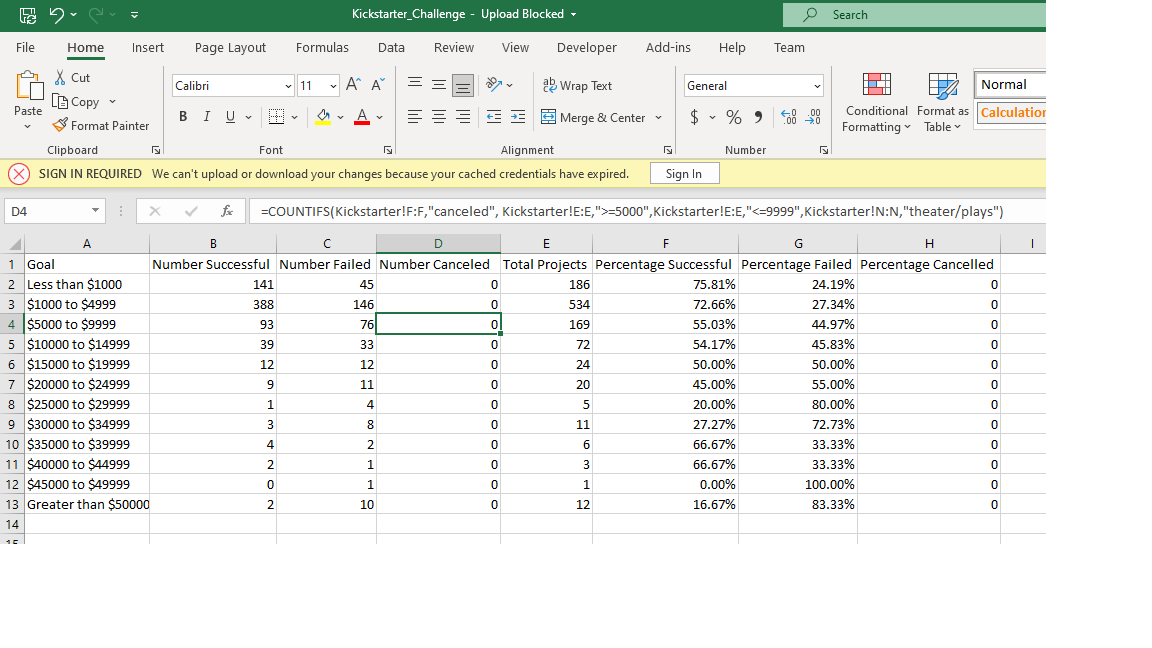 Kickstarter_Challenge - Upload Blocked
Search
File Home Insert Page Layout Formulas Data Review View Developer Add-ins Help Team
Paste
Cut
Copy
Format Painter
Clipboard
Calibri 11 A A
B I U A
Font
ab Wrap Text
Merge & Center
Alignment
General
$ % 9 .00 .00
Number
Conditional Formatting
Format as Table
Normal
Calculation
SIGN IN REQUIRED We can't upload or download your changes because your cached credentials have expired. Sign In
D4 fx =COUNTIFS(Kickstarter!F:F,"canceled", Kickstarter!E:E,">=5000",Kickstarter!E:E,"<=9999",Kickstarter!N:N,"theater/plays")
A B C D E F G H I
1 Goal Number Successful Number Failed Number Canceled Total Projects Percentage Successful Percentage Failed Percentage Cancelled
2 Less than $1000 141 45 0 186 75.81% 24.19% 0
3 $1000 to $4999 388 146 0 534 72.66% 27.34% 0
4 $5000 to $9999 93 76 0 169 55.03% 44.97% 0
5 $10000 to $14999 39 33 0 72 54.17% 45.83% 0
6 $15000 to $19999 12 12 0 24 50.00% 50.00% 0
7 $20000 to $24999 9 11 0 20 45.00% 55.00% 0
8 $25000 to $29999 1 4 0 5 20.00% 80.00% 0
9 $30000 to $34999 3 8 0 11 27.27% 72.73% 0
10 $35000 to $39999 4 2 0 6 66.67% 33.33% 0
11 $40000 to $44999 2 1 0 3 66.67% 33.33% 0
12 $45000 to $49999 0 1 0 1 0.00% 100.00% 0
13 Greater than $50000 2 10 0 12 16.67% 83.33% 0
14
15